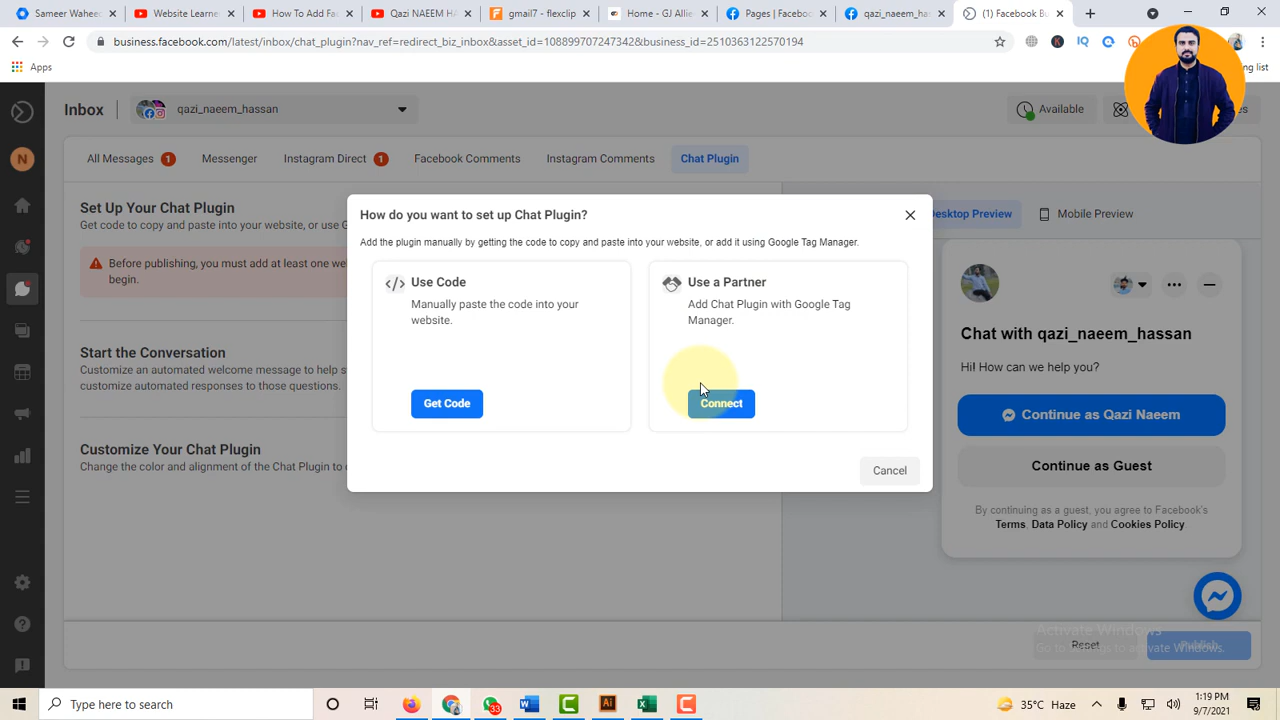 Sameer Waheed
Website Learne
How To Add Fa
Qazi NAEEM HA
gmail7 - flexclip
Home - GJ Allie
Pages | Facebo
qazi_naeem_has
(1) Facebook Bu
business.facebook.com/latest/inbox/chat_plugin?nav_ref=redirect_biz_inbox&asset_id=108899707247342&business_id=2510363122570194
Apps
ng list
Inbox
qazi_naeem_hassan
Available
All Messages 1
Messenger
Instagram Direct 1
Facebook Comments
Instagram Comments
Chat Plugin
Set Up Your Chat Plugin
Get code to copy and paste into your website, or use G
Before publishing, you must add at least one we
begin.
Start the Conversation
Customize an automated welcome message to help s
customize automated responses to those questions.
Customize Your Chat Plugin
Change the color and alignment of the Chat Plugin to c
How do you want to set up Chat Plugin?
Add the plugin manually by getting the code to copy and paste into your website, or add it using Google Tag Manager.
Use Code
Manually paste the code into your
website.
Get Code
Use a Partner
Add Chat Plugin with Google Tag
Manager.
Connect
Cancel
Desktop Preview
Mobile Preview
Chat with qazi_naeem_hassan
Hi! How can we help you?
Continue as Qazi Naeem
Continue as Guest
By continuing as a guest, you agree to Facebook's
Terms, Data Policy and Cookies Policy.
Activate Windows
Reset
Publish
Type here to search
33
35°C Haze
1:19 PM
9/7/2021